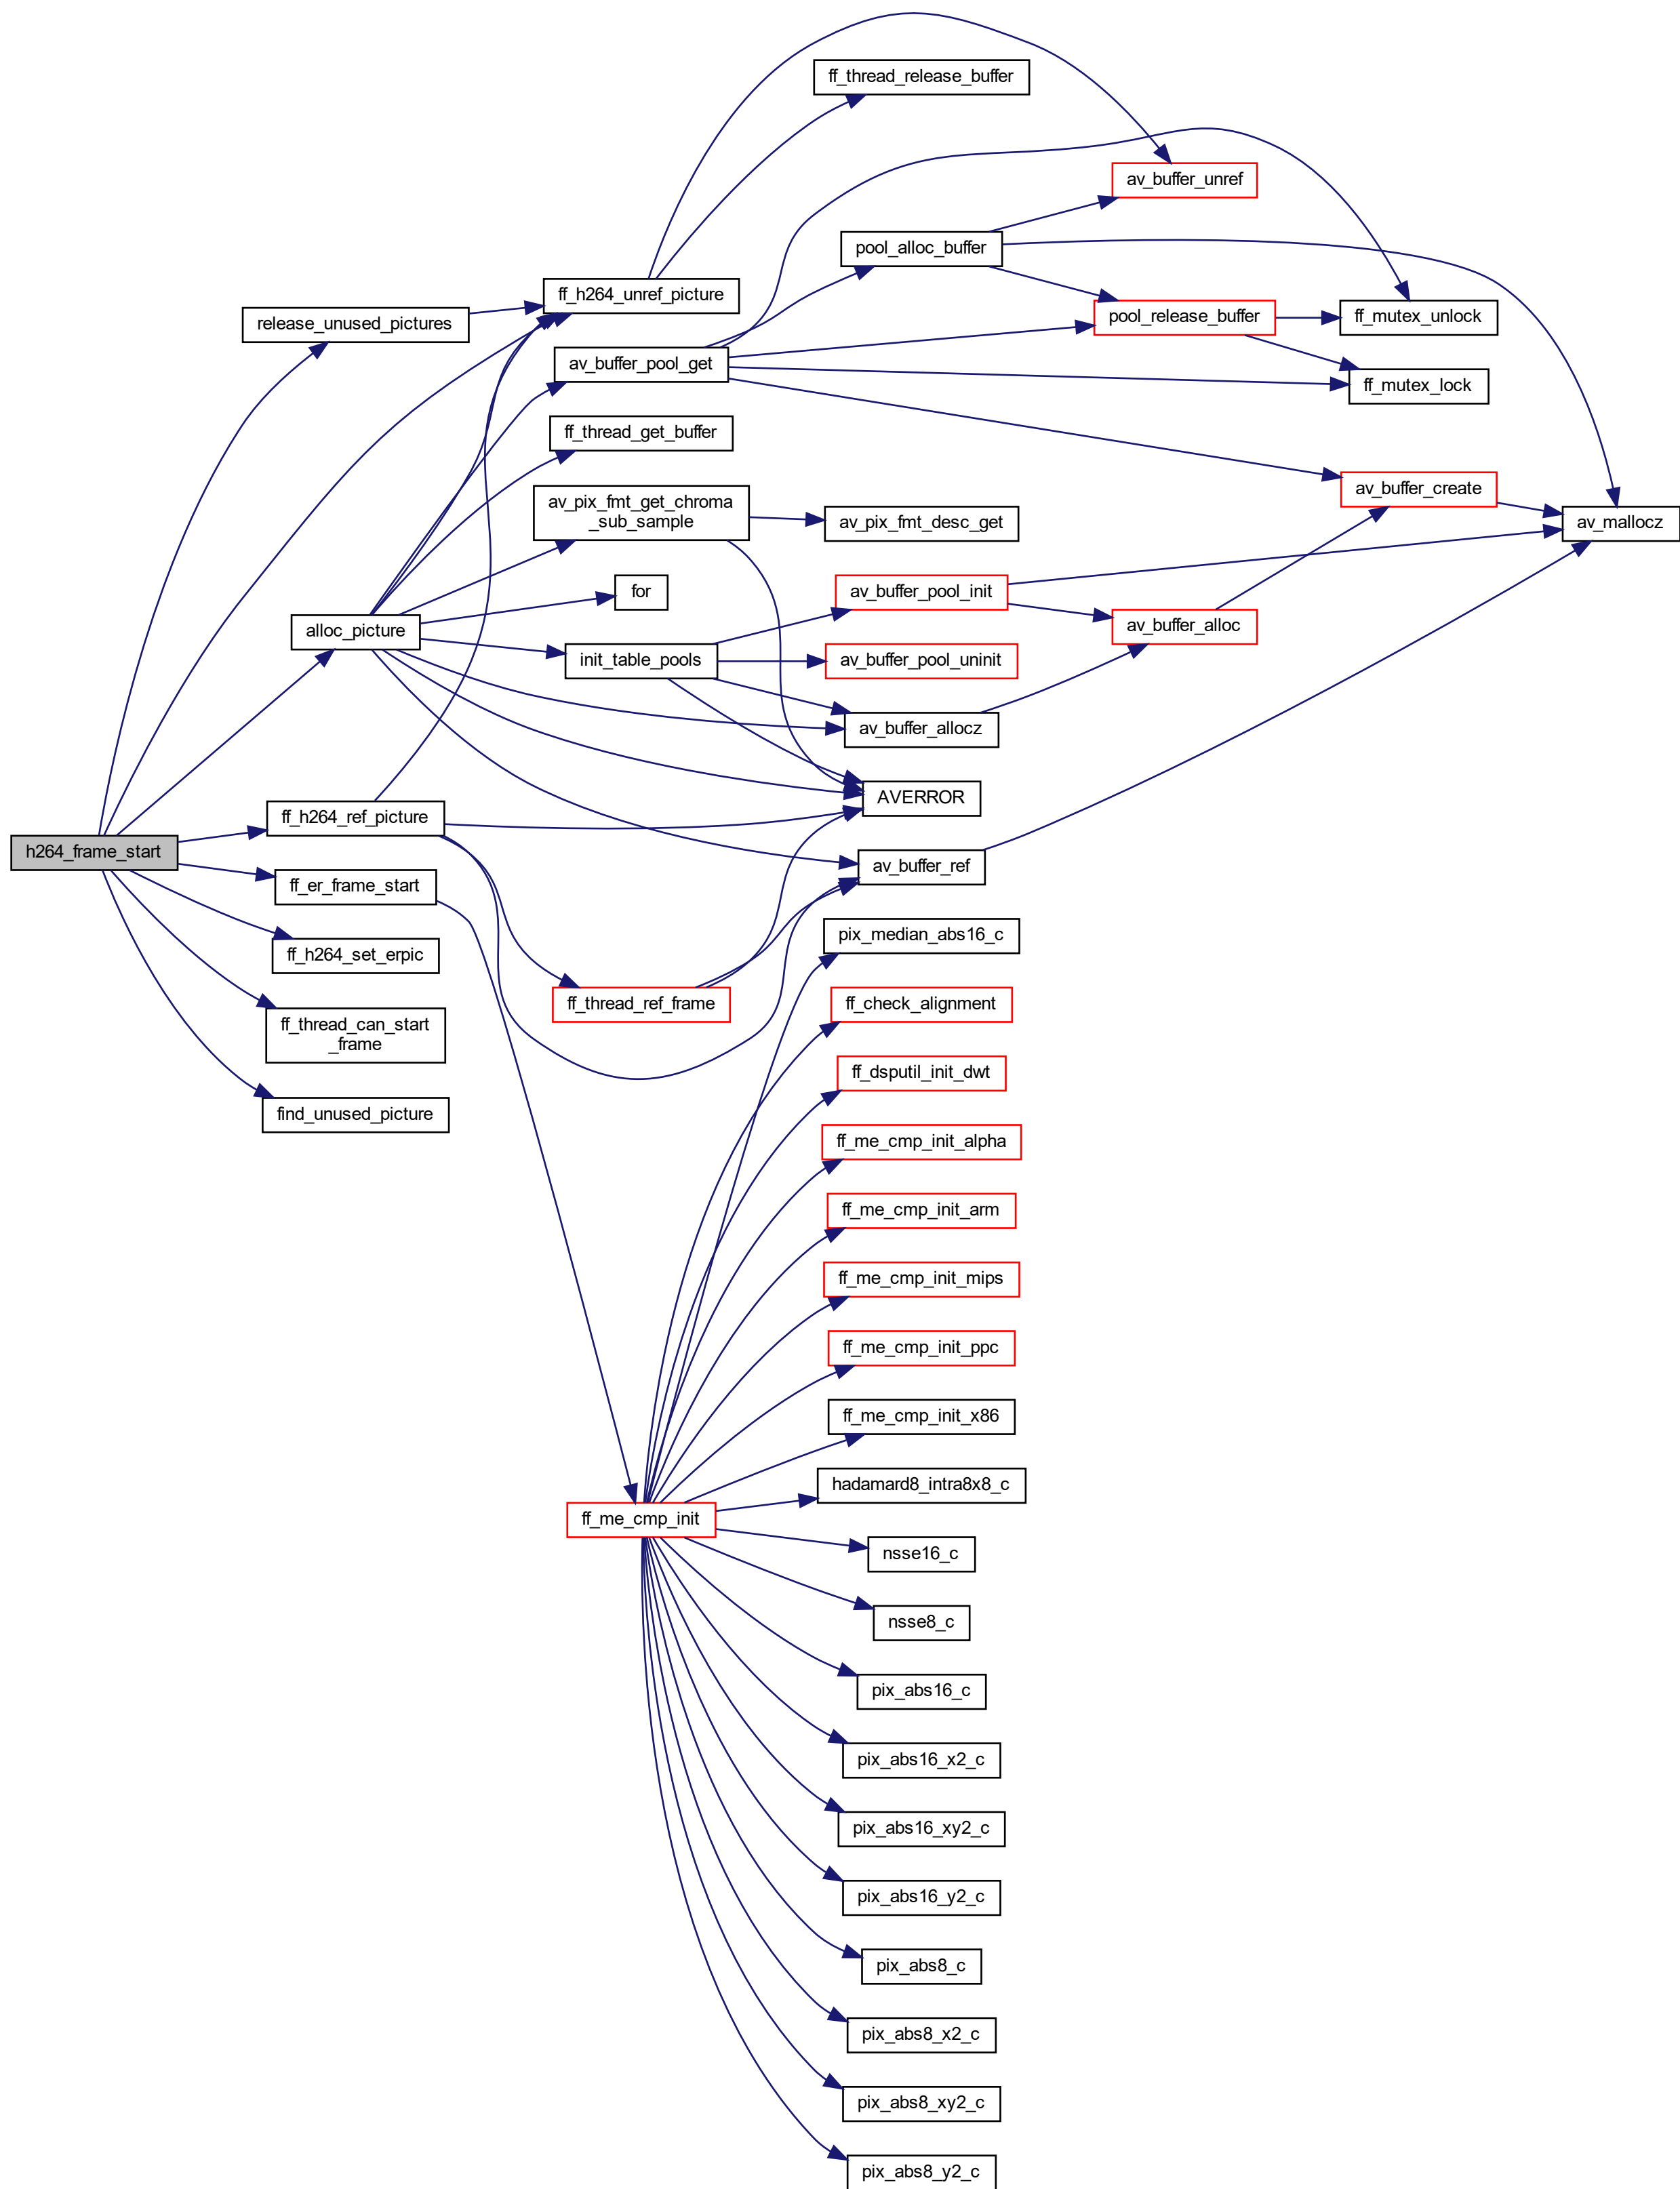 ff_thread_release_buffer
av_buffer_unref
pool_alloc_buffer
ff_h264_unref_picture
release_unused_pictures
pool_release_buffer
ff_mutex_unlock
av_buffer_pool_get
ff_mutex_lock
ff_thread_get_buffer
av_buffer_create
av_pix_fmt_get_chroma
_sub_sample
av_pix_fmt_desc_get
av_mallocz
for
av_buffer_pool_init
alloc_picture
av_buffer_alloc
init_table_pools
av_buffer_pool_uninit
av_buffer_allocz
AVERROR
ff_h264_ref_picture
h264_frame_start
av_buffer_ref
ff_er_frame_start
pix_median_abs16_c
ff_h264_set_erpic
ff_thread_ref_frame
ff_check_alignment
ff_thread_can_start
_frame
ff_dsputil_init_dwt
find_unused_picture
ff_me_cmp_init_alpha
ff_me_cmp_init_arm
ff_me_cmp_init_mips
ff_me_cmp_init_ppc
ff_me_cmp_init_x86
hadamard8_intra8x8_c
ff_me_cmp_init
nsse16_c
nsse8_c
pix_abs16_c
pix_abs16_x2_c
pix_abs16_xy2_c
pix_abs16_y2_c
pix_abs8_c
pix_abs8_x2_c
pix_abs8_xy2_c
pix_abs8_y2_c